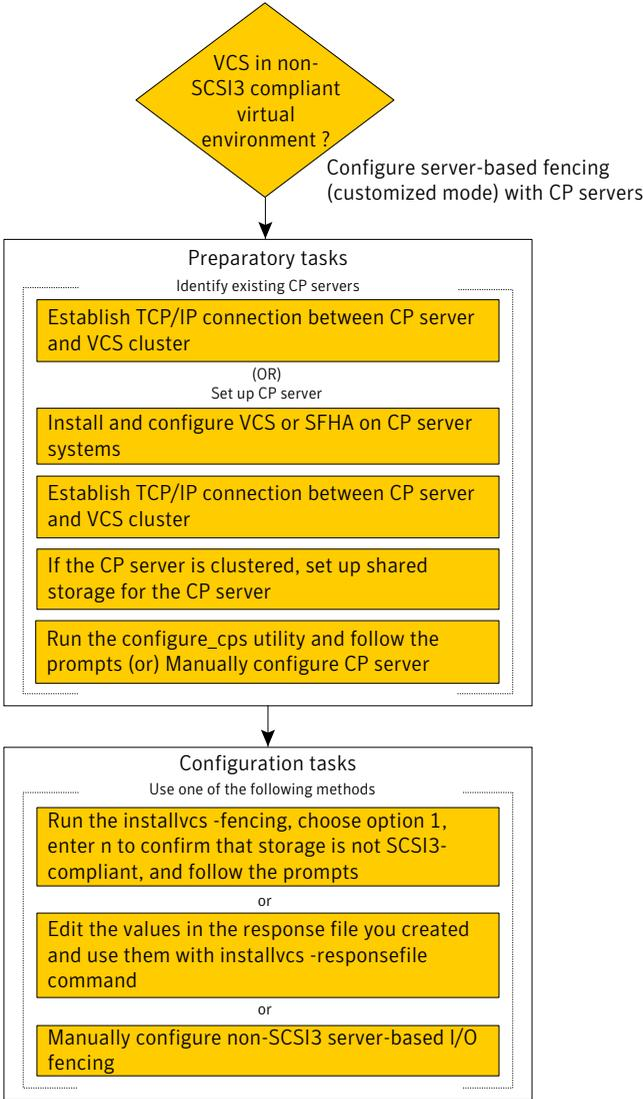 VCS in non-
SCSI3 compliant
virtual
environment ?
Configure server-based fencing
(customized mode) with CP servers
Preparatory tasks
Identify existing CP servers
Establish TCP/IP connection between CP server
and VCS cluster
(OR)
Set up CP server
Install and configure VCS or SFHA on CP server
systems
Establish TCP/IP connection between CP server
and VCS cluster
If the CP server is clustered, set up shared
storage for the CP server
Run the configure_cps utility and follow the
prompts (or) Manually configure CP server
Configuration tasks
Use one of the following methods
Run the installvcs -fencing, choose option 1,
enter n to confirm that storage is not SCSI3-
compliant, and follow the prompts
or
Edit the values in the response file you created
and use them with installvcs -responsefile
command
or
Manually configure non-SCSI3 server-based I/O
fencing